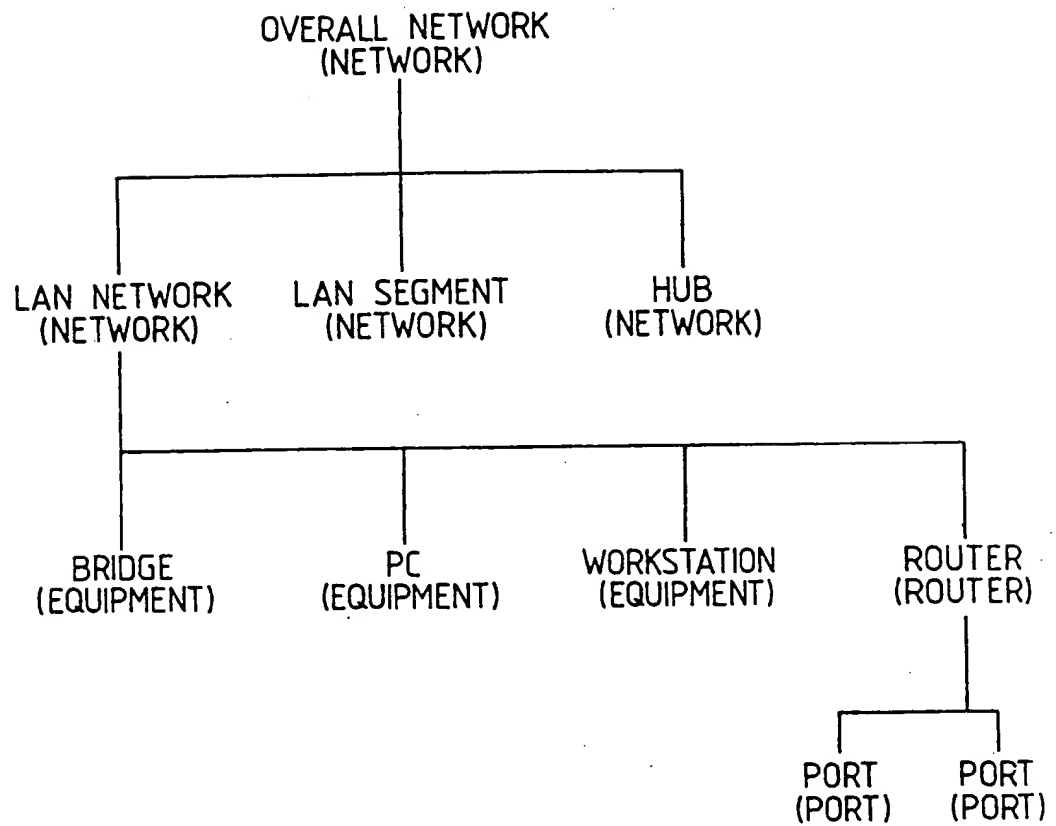 OVERALL NETWORK
(NETWORK)
LAN NETWORK
(NETWORK)
LAN SEGMENT
(NETWORK)
HUB
(NETWORK)
BRIDGE
(EQUIPMENT)
PC
(EQUIPMENT)
WORKSTATION
(EQUIPMENT)
ROUTER
(ROUTER)
PORT
(PORT)
PORT
(PORT)